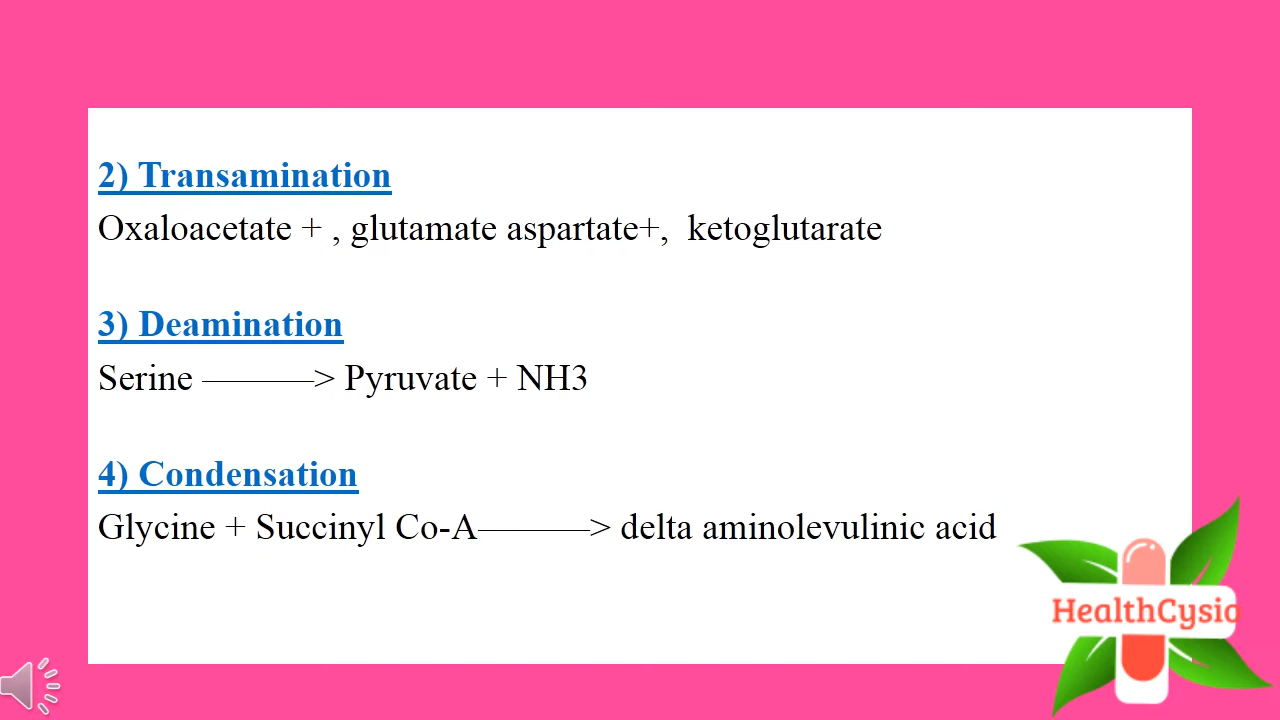 2) Transamination
Oxaloacetate + , glutamate aspartate+,  ketoglutarate
3) Deamination
Serine ———> Pyruvate + NH3
4) Condensation
Glycine + Succinyl Co-A———> delta aminolevulinic acid
HealthCysio